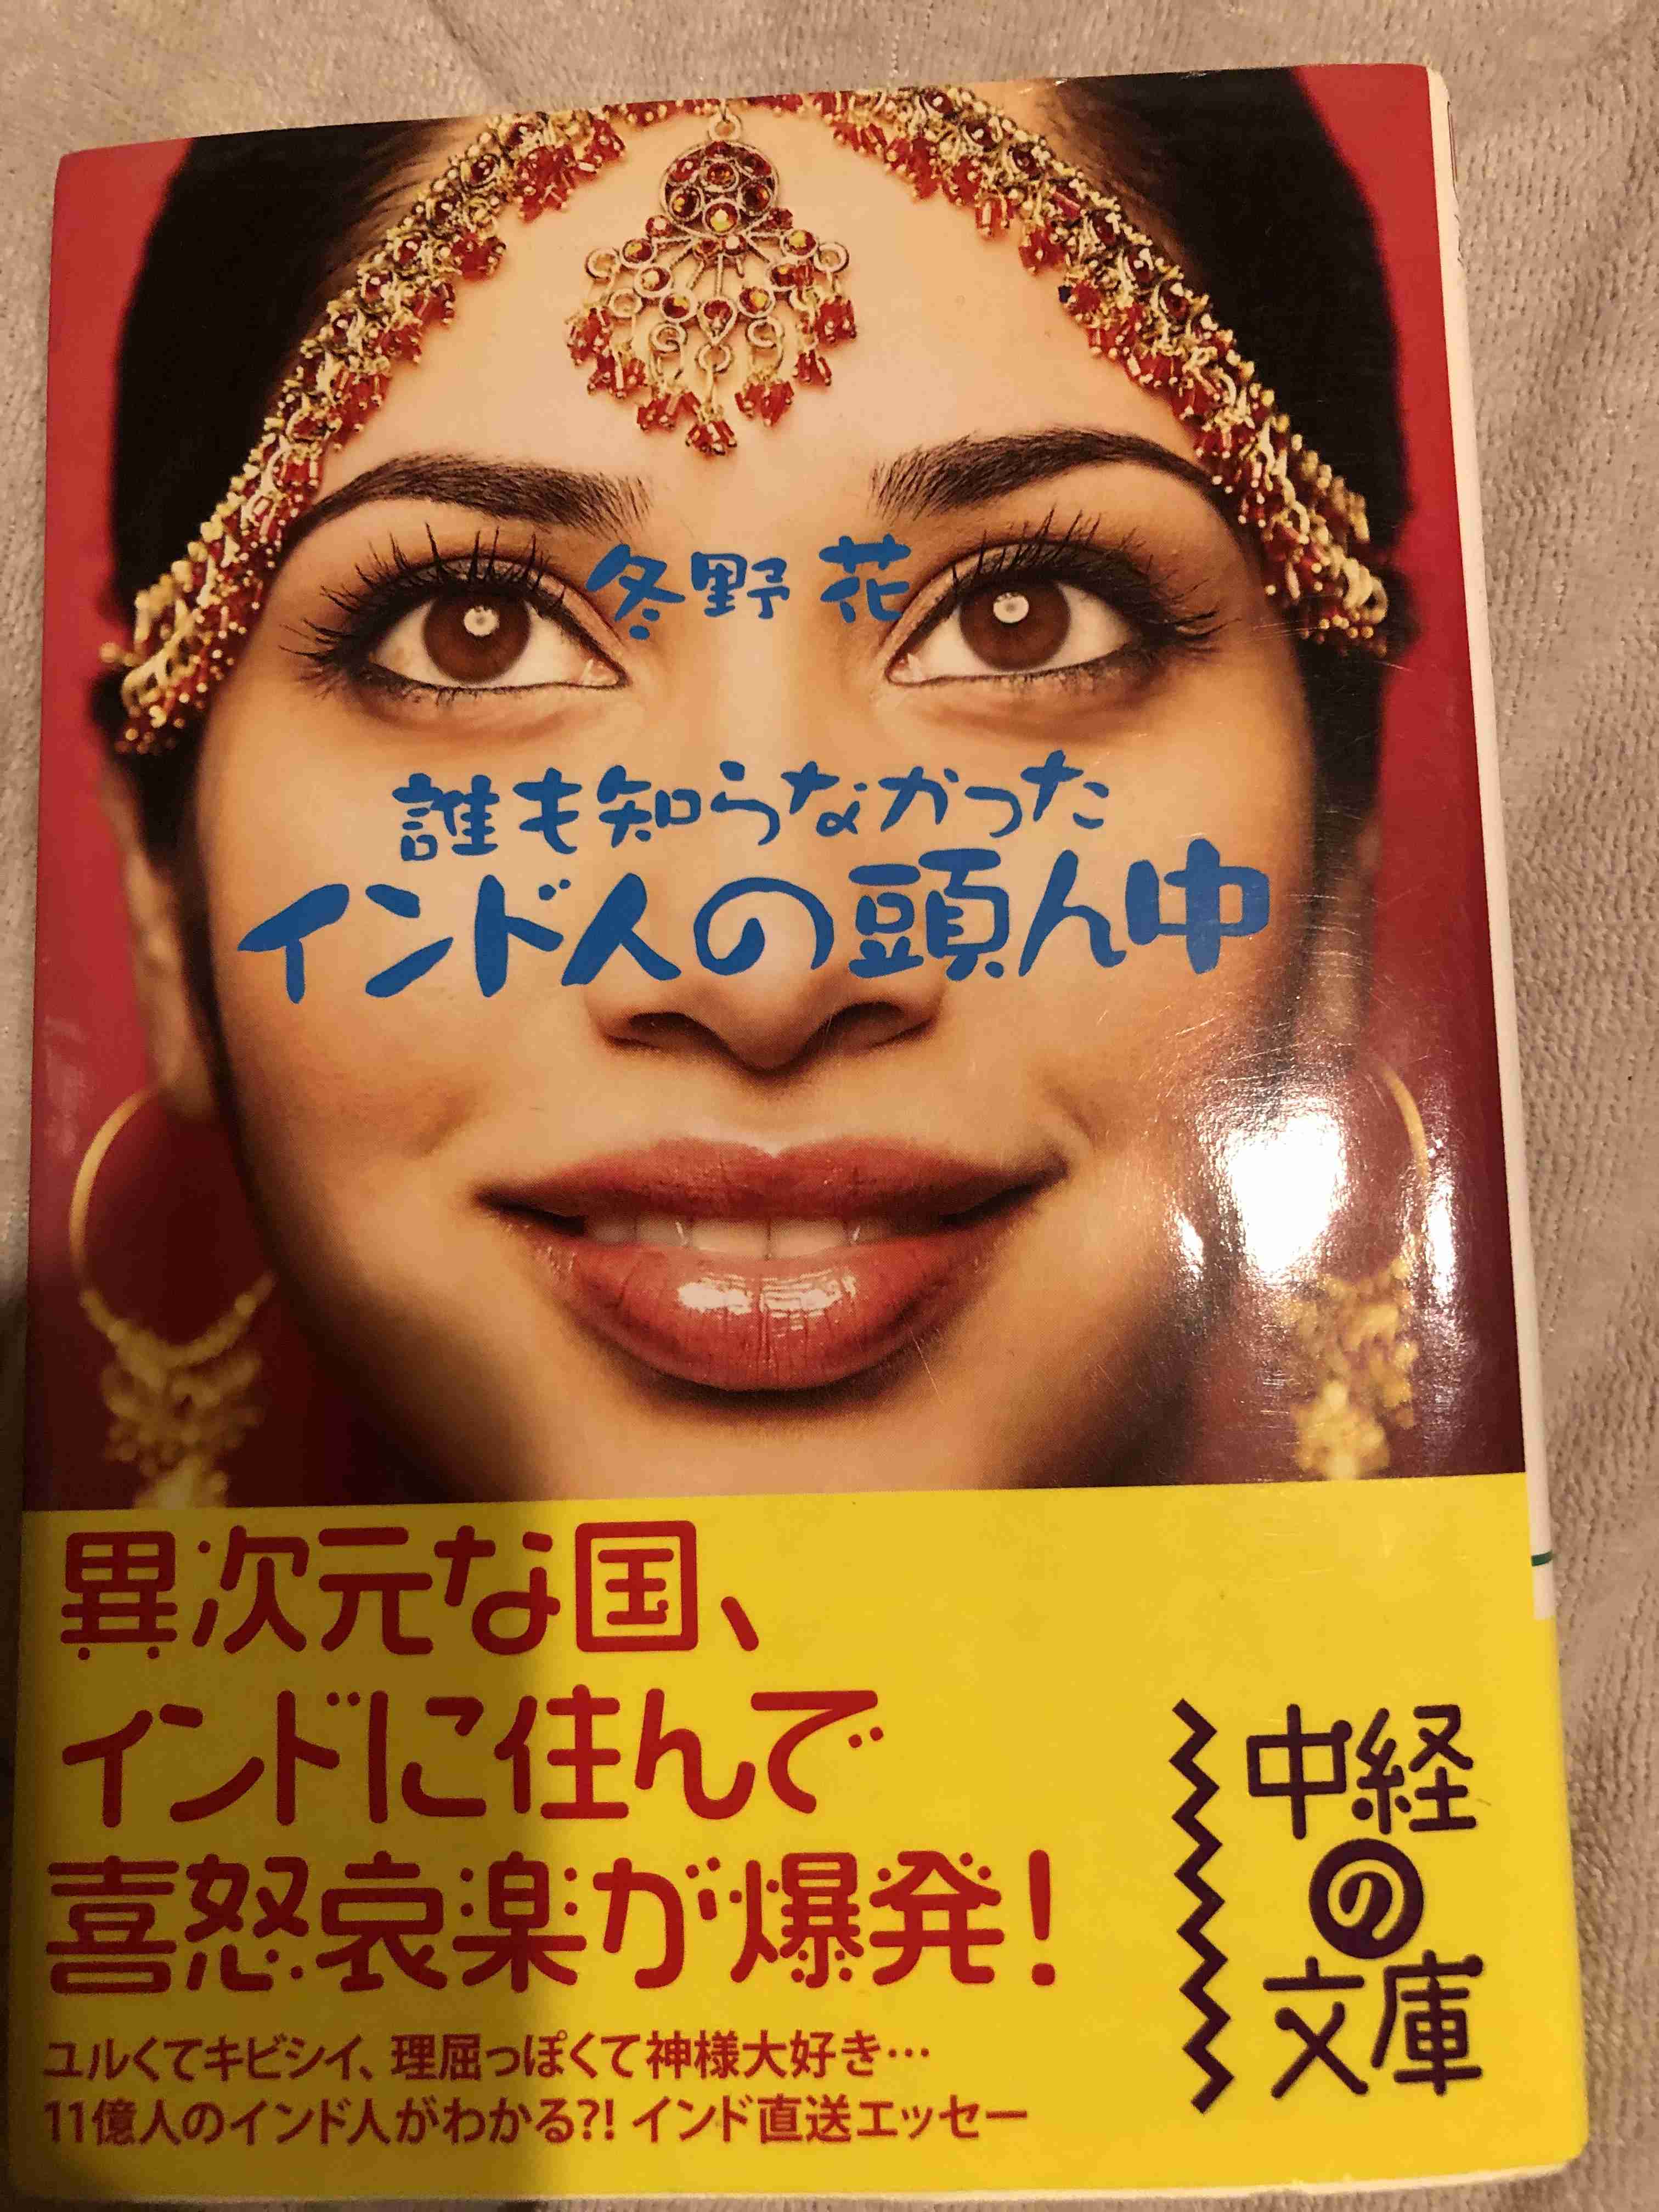 冬野 花
誰も知らなかった
インド人の頭ん中
異次元な国、
インドに住んで
喜怒哀楽が爆発!
ユルくてキビシイ、理屈っぽくて神様大好き…
11億人のインド人がわかる?! インド直送エッセー
中経
の
文庫